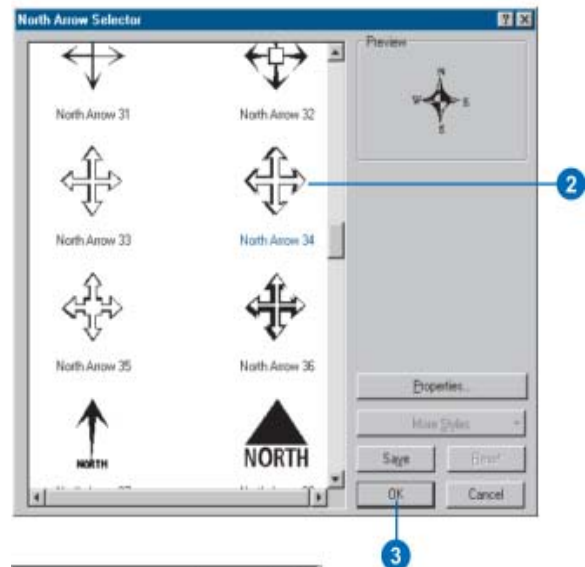 North Arrow Selector
?
Preview
North Arrow 31
North Arrow 32
N
W
E
S
North Arrow 33
North Arrow 34
2
North Arrow 35
North Arrow 36
NORTH
NORTH
Properties...
More Styles
Save
Reset
OK
Cancel
3